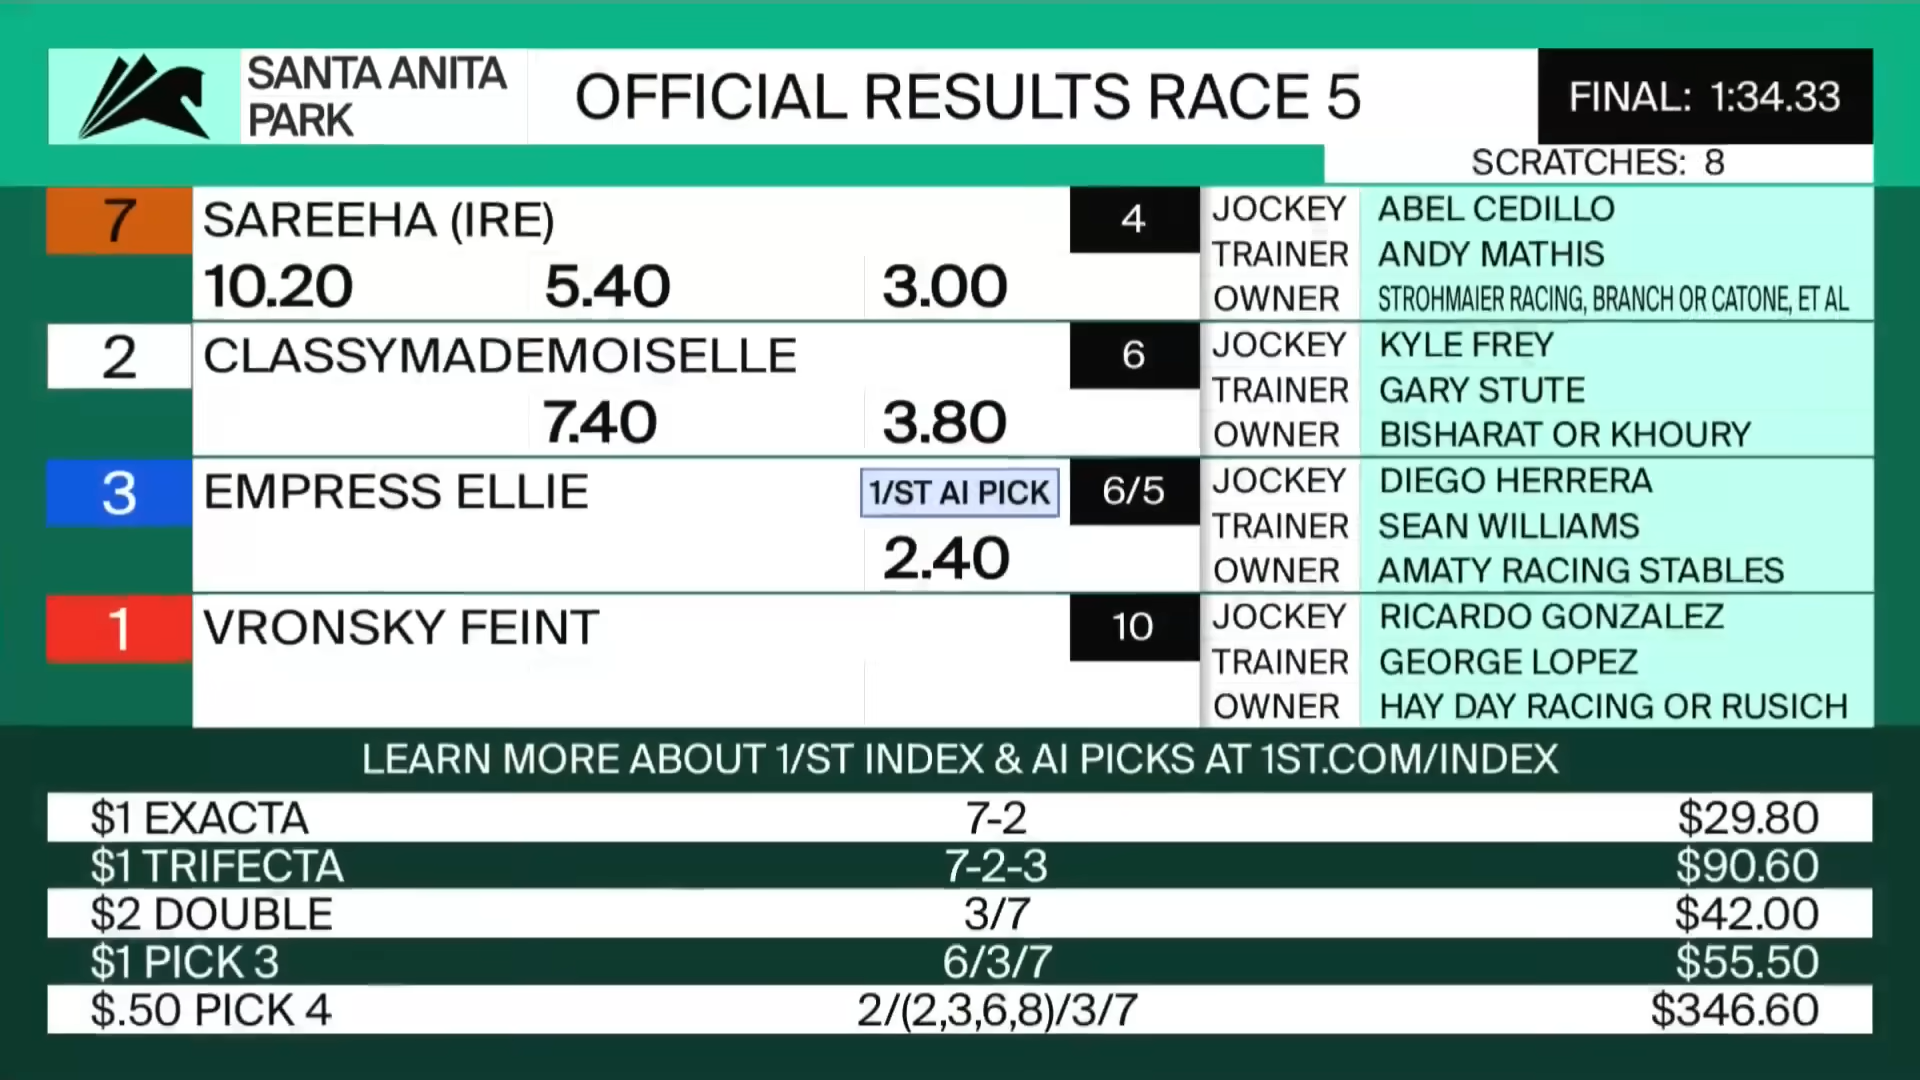 SANTA ANITA
PARK
OFFICIAL RESULTS RACE 5
FINAL: 1:34.33
SCRATCHES: 8
7
SAREEHA (IRE)
4
10.20 5.40 3.00
JOCKEY ABEL CEDILLO
TRAINER ANDY MATHIS
OWNER STROHMAIER RACING, BRANCH OR CATONE, ET AL
2
CLASSYMADEMOISELLE
6
7.40 3.80
JOCKEY KYLE FREY
TRAINER GARY STUTE
OWNER BISHARAT OR KHOURY
3
EMPRESS ELLIE
1/ST AI PICK
6/5
2.40
JOCKEY DIEGO HERRERA
TRAINER SEAN WILLIAMS
OWNER AMATY RACING STABLES
1
VRONSKY FEINT
10
JOCKEY RICARDO GONZALEZ
TRAINER GEORGE LOPEZ
OWNER HAY DAY RACING OR RUSICH
LEARN MORE ABOUT 1/ST INDEX & AI PICKS AT 1ST.COM/INDEX
$1 EXACTA 7-2 $29.80
$1 TRIFECTA 7-2-3 $90.60
$2 DOUBLE 3/7 $42.00
$1 PICK 3 6/3/7 $55.50
$.50 PICK 4 2/(2,3,6,8)/3/7 $346.60